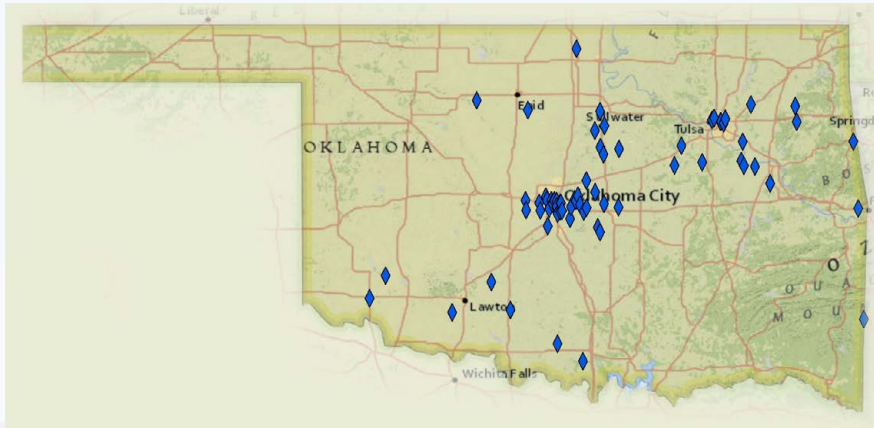 Liberal
R E
F L
Enid
Stillwater
Tulsa
Springd
OKLAHOMA
B O
Oklahoma City
O Z
O U A
Lawton
M O U
Wichita Falls